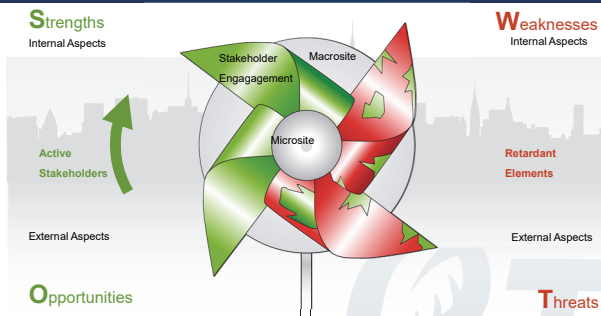 Strengths
Internal Aspects
Weaknesses
Internal Aspects
Stakeholder
Engagagement
Macrosite
Microsite
Active
Stakeholders
Retardant
Elements
External Aspects
External Aspects
Opportunities
Threats